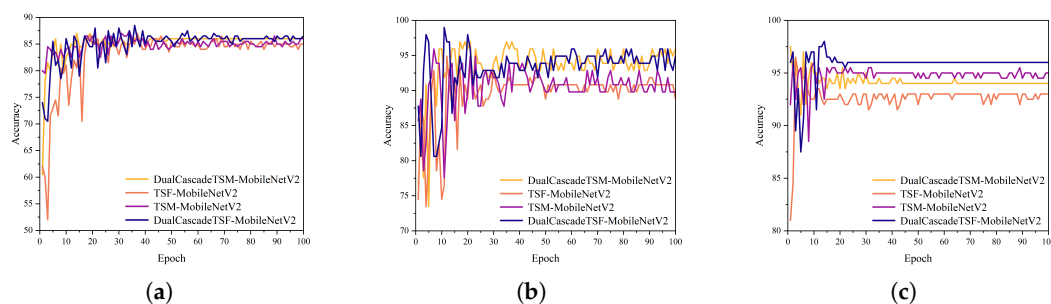 100
95
90
85
80
75
70
65
60
55
50
Accuracy
DualCascadeTSM-MobileNetV2
TSF-MobileNetV2
TSM-MobileNetV2
DualCascadeTSF-MobileNetV2
0 10 20 30 40 50 60 70 80 90 100
Epoch
(a)
100
95
90
85
80
75
70
Accuracy
DualCascadeTSM-MobileNetV2
TSF-MobileNetV2
TSM-MobileNetV2
DualCascadeTSF-MobileNetV2
0 10 20 30 40 50 60 70 80 90 100
Epoch
(b)
100
95
90
85
80
Accuracy
DualCascadeTSM-MobileNetV2
TSF-MobileNetV2
TSM-MobileNetV2
DualCascadeTSF-MobileNetV2
0 10 20 30 40 50 60 70 80 90 100
Epoch
(c)